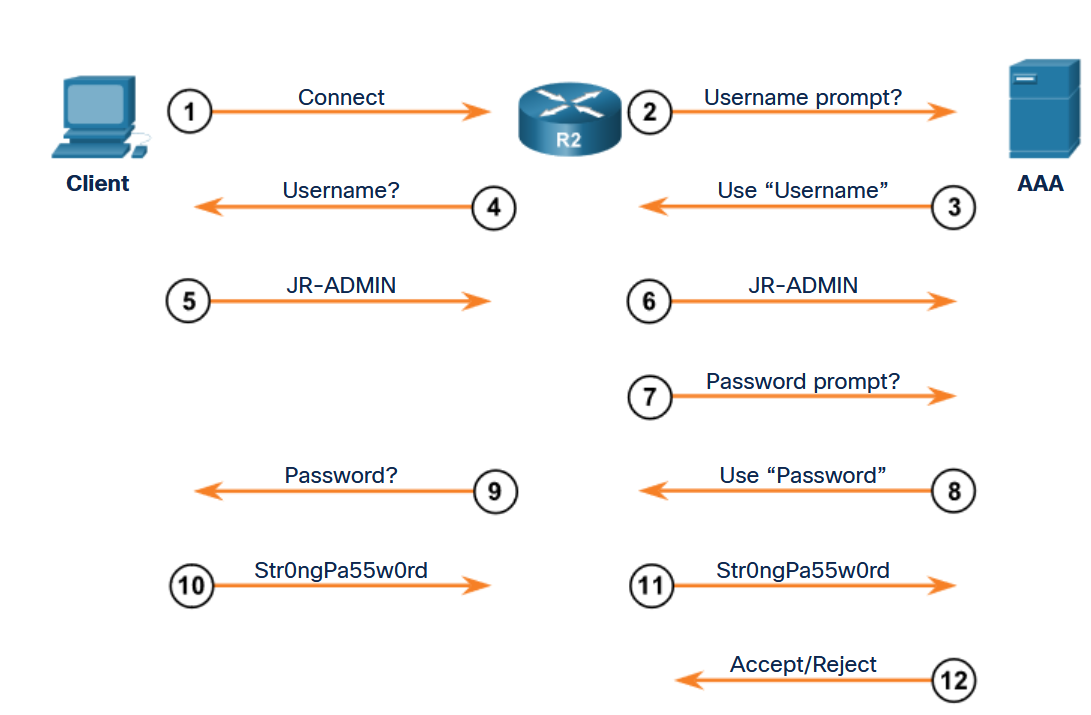 1
Connect
R2
2
Username prompt?
Client
AAA
Username?
4
Use “Username”
3
5
JR-ADMIN
6
JR-ADMIN
7
Password prompt?
Password?
9
Use “Password”
8
10
Str0ngPa55w0rd
11
Str0ngPa55w0rd
Accept/Reject
12